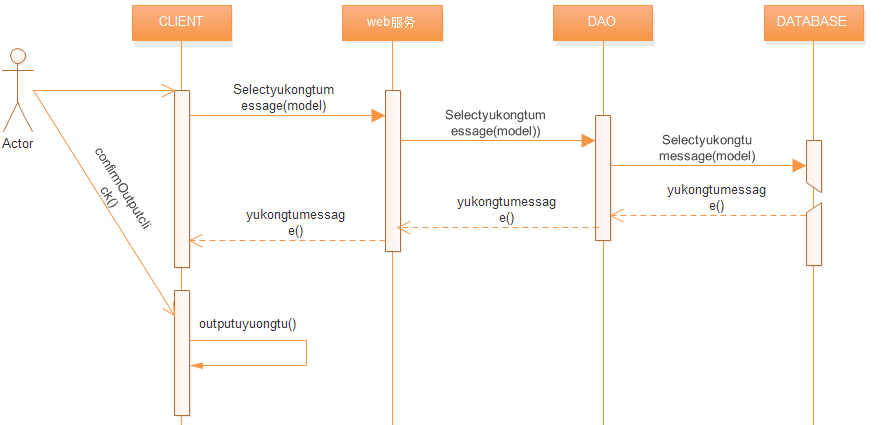 CLIENT
web服务
DAO
DATABASE
Actor
Selectyukongtum
essage(model)
Selectyukongtum
essage(model))
Selectyukongtu
message(model)
yukongtumessag
e()
yukongtumessag
e()
yukongtumessag
e()
confirmOutputcli
ck()
outputuyuongtu()